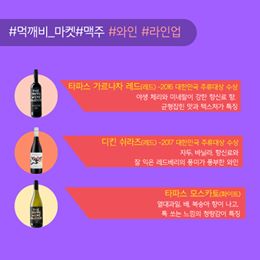 #먹깨비_마켓#맥주 #와인 #라인업
타파스 가르나차 레드(레드) -2016 대한민국 주류대상 수상
야생 체리와 미네랄이 강한 향신료 향,
균형잡힌 맛과 텍스처가 특징
디킨 쉬라즈(레드) -2017 대한민국 주류대상 수상
자두, 바닐라, 향신료와
잘 익은 레드베리의 풍미가 풍부한 와인
타파스 모스카토(화이트)
열대과일, 배, 복숭아 향이 나고,
톡 쏘는 느낌의 청량감이 특징